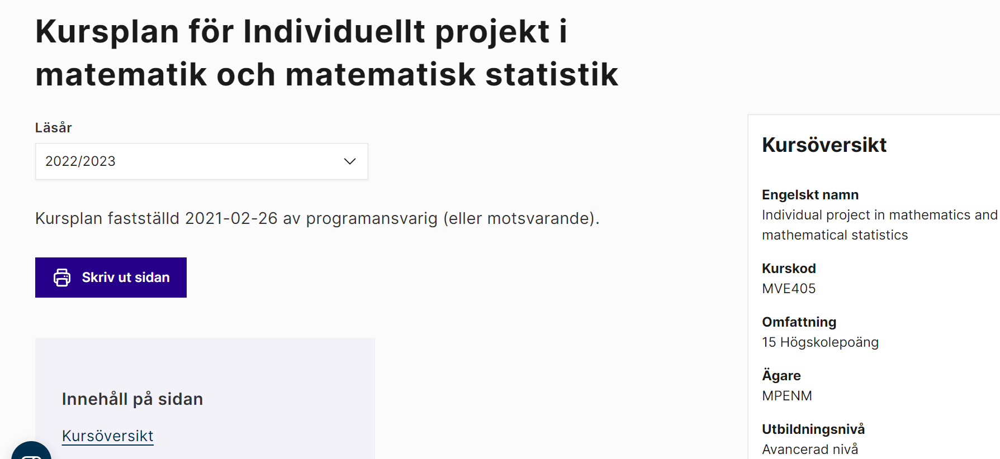 Kursplan för Individuellt projekt i
matematik och matematisk statistik
Läsår
2022/2023
Kursplan fastställd 2021-02-26 av programansvarig (eller motsvarande).
Skriv ut sidan
Innehåll på sidan
Kursöversikt
Kursöversikt
Engelskt namn
Individual project in mathematics and
mathematical statistics
Kurskod
MVE405
Omfattning
15 Högskolepoäng
Ägare
MPENM
Utbildningsnivå
Avancerad nivå